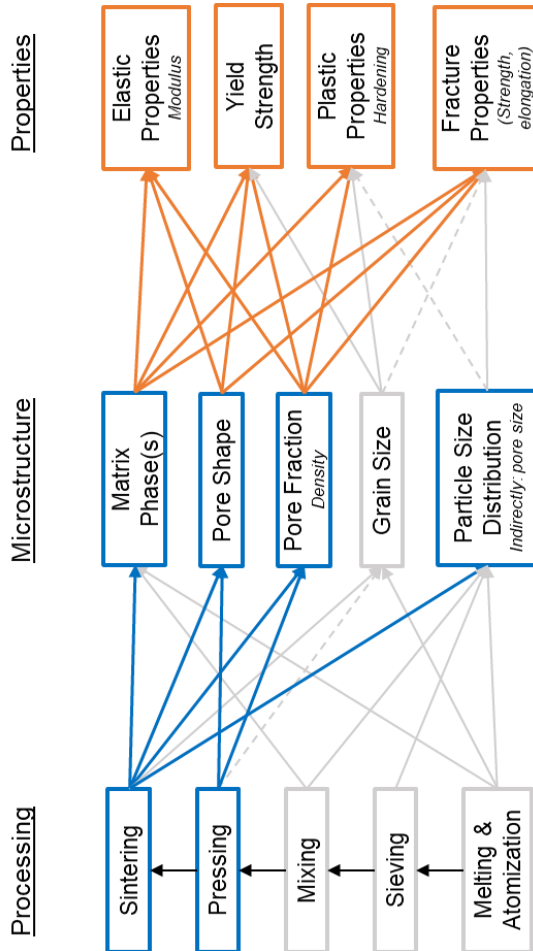 Processing
Sintering
Pressing
Mixing
Sieving
Melting &
Atomization
Microstructure
Matrix
Phase(s)
Pore Shape
Pore Fraction
Density
Grain Size
Particle Size
Distribution
Indirectly: pore size
Properties
Elastic
Properties
Modulus
Yield
Strength
Plastic
Properties
Hardening
Fracture
Properties
(Strength,
elongation)